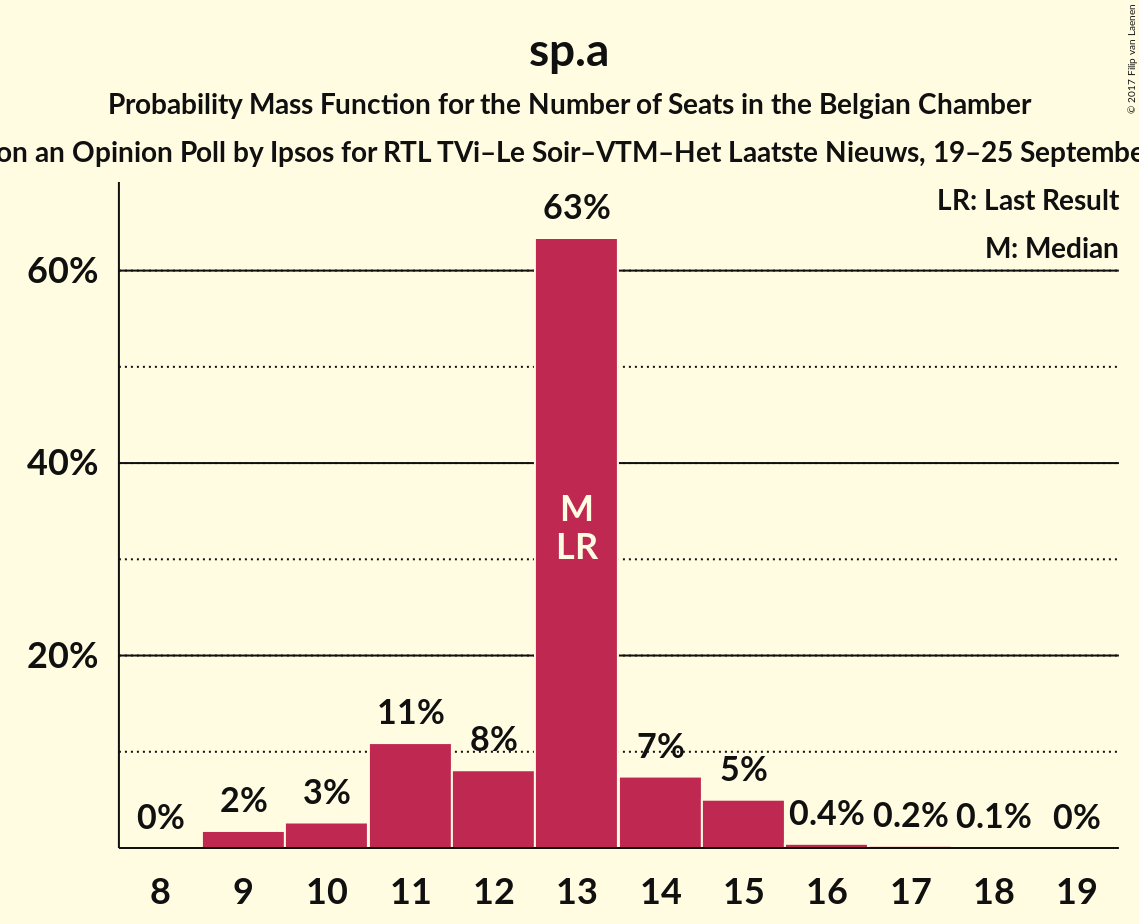 sp.a
© 2017 Filip van Laenen
Probability Mass Function for the Number of Seats in the Belgian Chamber
on an Opinion Poll by Ipsos for RTL TVi–Le Soir–VTM–Het Laatste Nieuws, 19–25 Septembe
LR: Last Result
M: Median
63%
60%
40%
M
LR
20%
11%
8%
7%
5%
3%
2%
0%
0.4%
0.2%
0.1%
0%
8 9 10 11 12 13 14 15 16 17 18 19